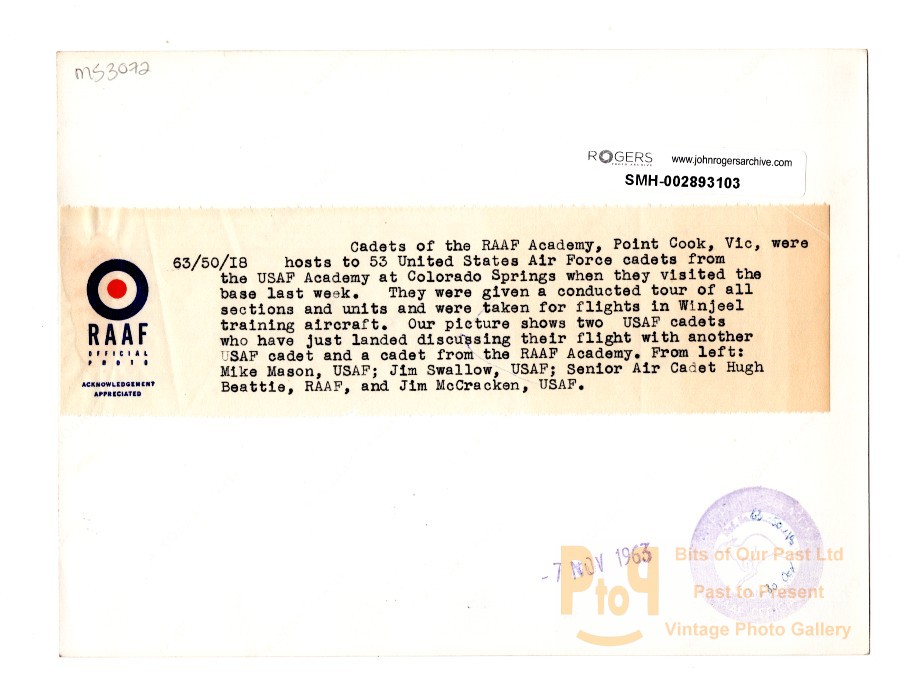 MS3072
ROGERS
PHOTO ARCHIVE
www.johnrogersarchive.com
SMH-002893103
Cadets of the RAAF Academy, Point Cook, Vic, were
63/50/I8 hosts to 53 United States Air Force cadets from
the USAF Academy at Colorado Springs when they visited the
base last week. They were given a conducted tour of all
sections and units and were taken for flights in Winjeel
training aircraft. Our picture shows two USAF cadets
who have just landed discussing their flight with another
USAF cadet and a cadet from the RAAF Academy. From left:
Mike Mason, USAF; Jim Swallow, USAF; Senior Air Cadet Hugh
Beattie, RAAF, and Jim McCracken, USAF.
RAAF
OFFICIAL
PHOTO
ACKNOWLEDGEMENT
APPRECIATED
-7 NOV 1963
PtoP
Bits of Our Past Ltd
Past to Present
Vintage Photo Gallery